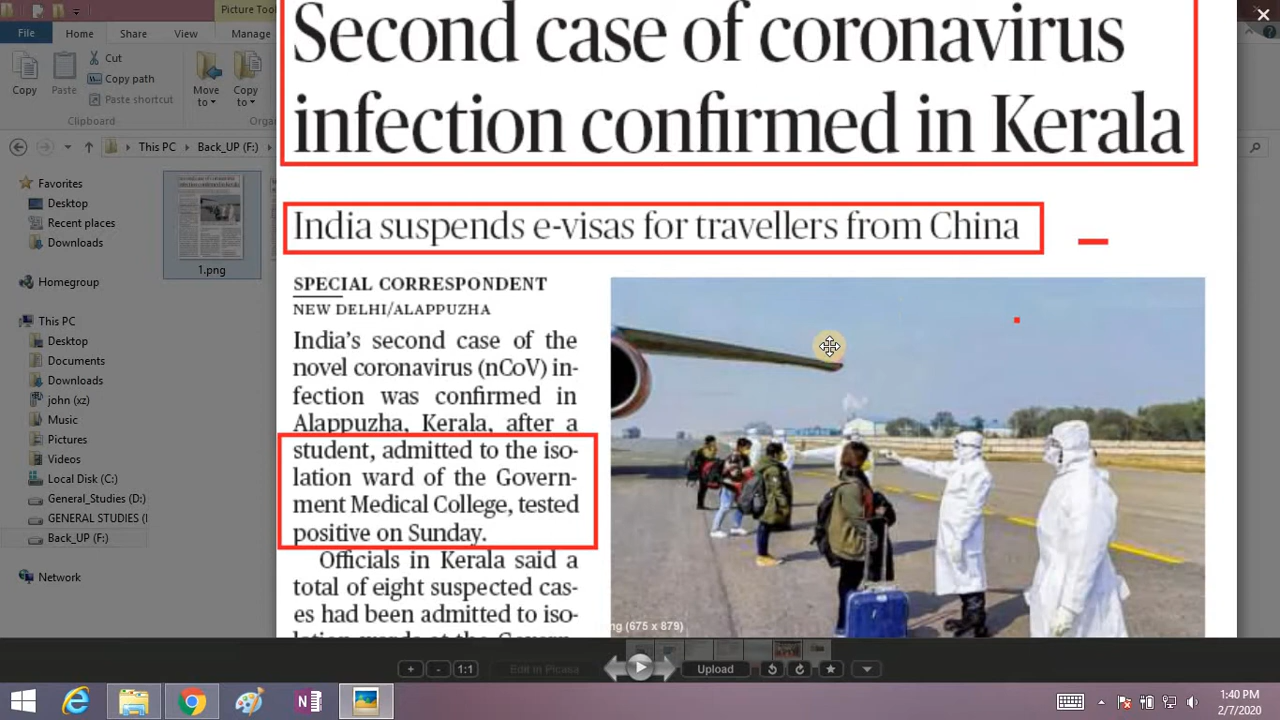 Picture Too
File
Home
Share
View
Manage
Copy
Paste
Cut
Copy path
Paste shortcut
Clipboard
Move
to
Copy
to
Organ
This PC
Back_UP (F:)
Favorites
Desktop
Recent places
Downloads
Homegroup
This PC
Desktop
Documents
Downloads
john (xz)
Music
Pictures
Videos
Local Disk (C:)
General_Studies (D:)
GENERAL STUDIES (I
Back_UP (F:)
Network
1.png
Second case of coronavirus
infection confirmed in Kerala
India suspends e-visas for travellers from China
SPECIAL CORRESPONDENT
NEW DELHI/ALAPPUZHA
India's second case of the
novel coronavirus (nCoV) in-
fection was confirmed in
Alappuzha, Kerala, after a
student, admitted to the iso-
lation ward of the Govern-
ment Medical College, tested
positive on Sunday.
Officials in Kerala said a
total of eight suspected cas-
es had been admitted to iso-
ng (675 x 879)
1:1
Edit in Picasa
Upload
1:40 PM
2/7/2020